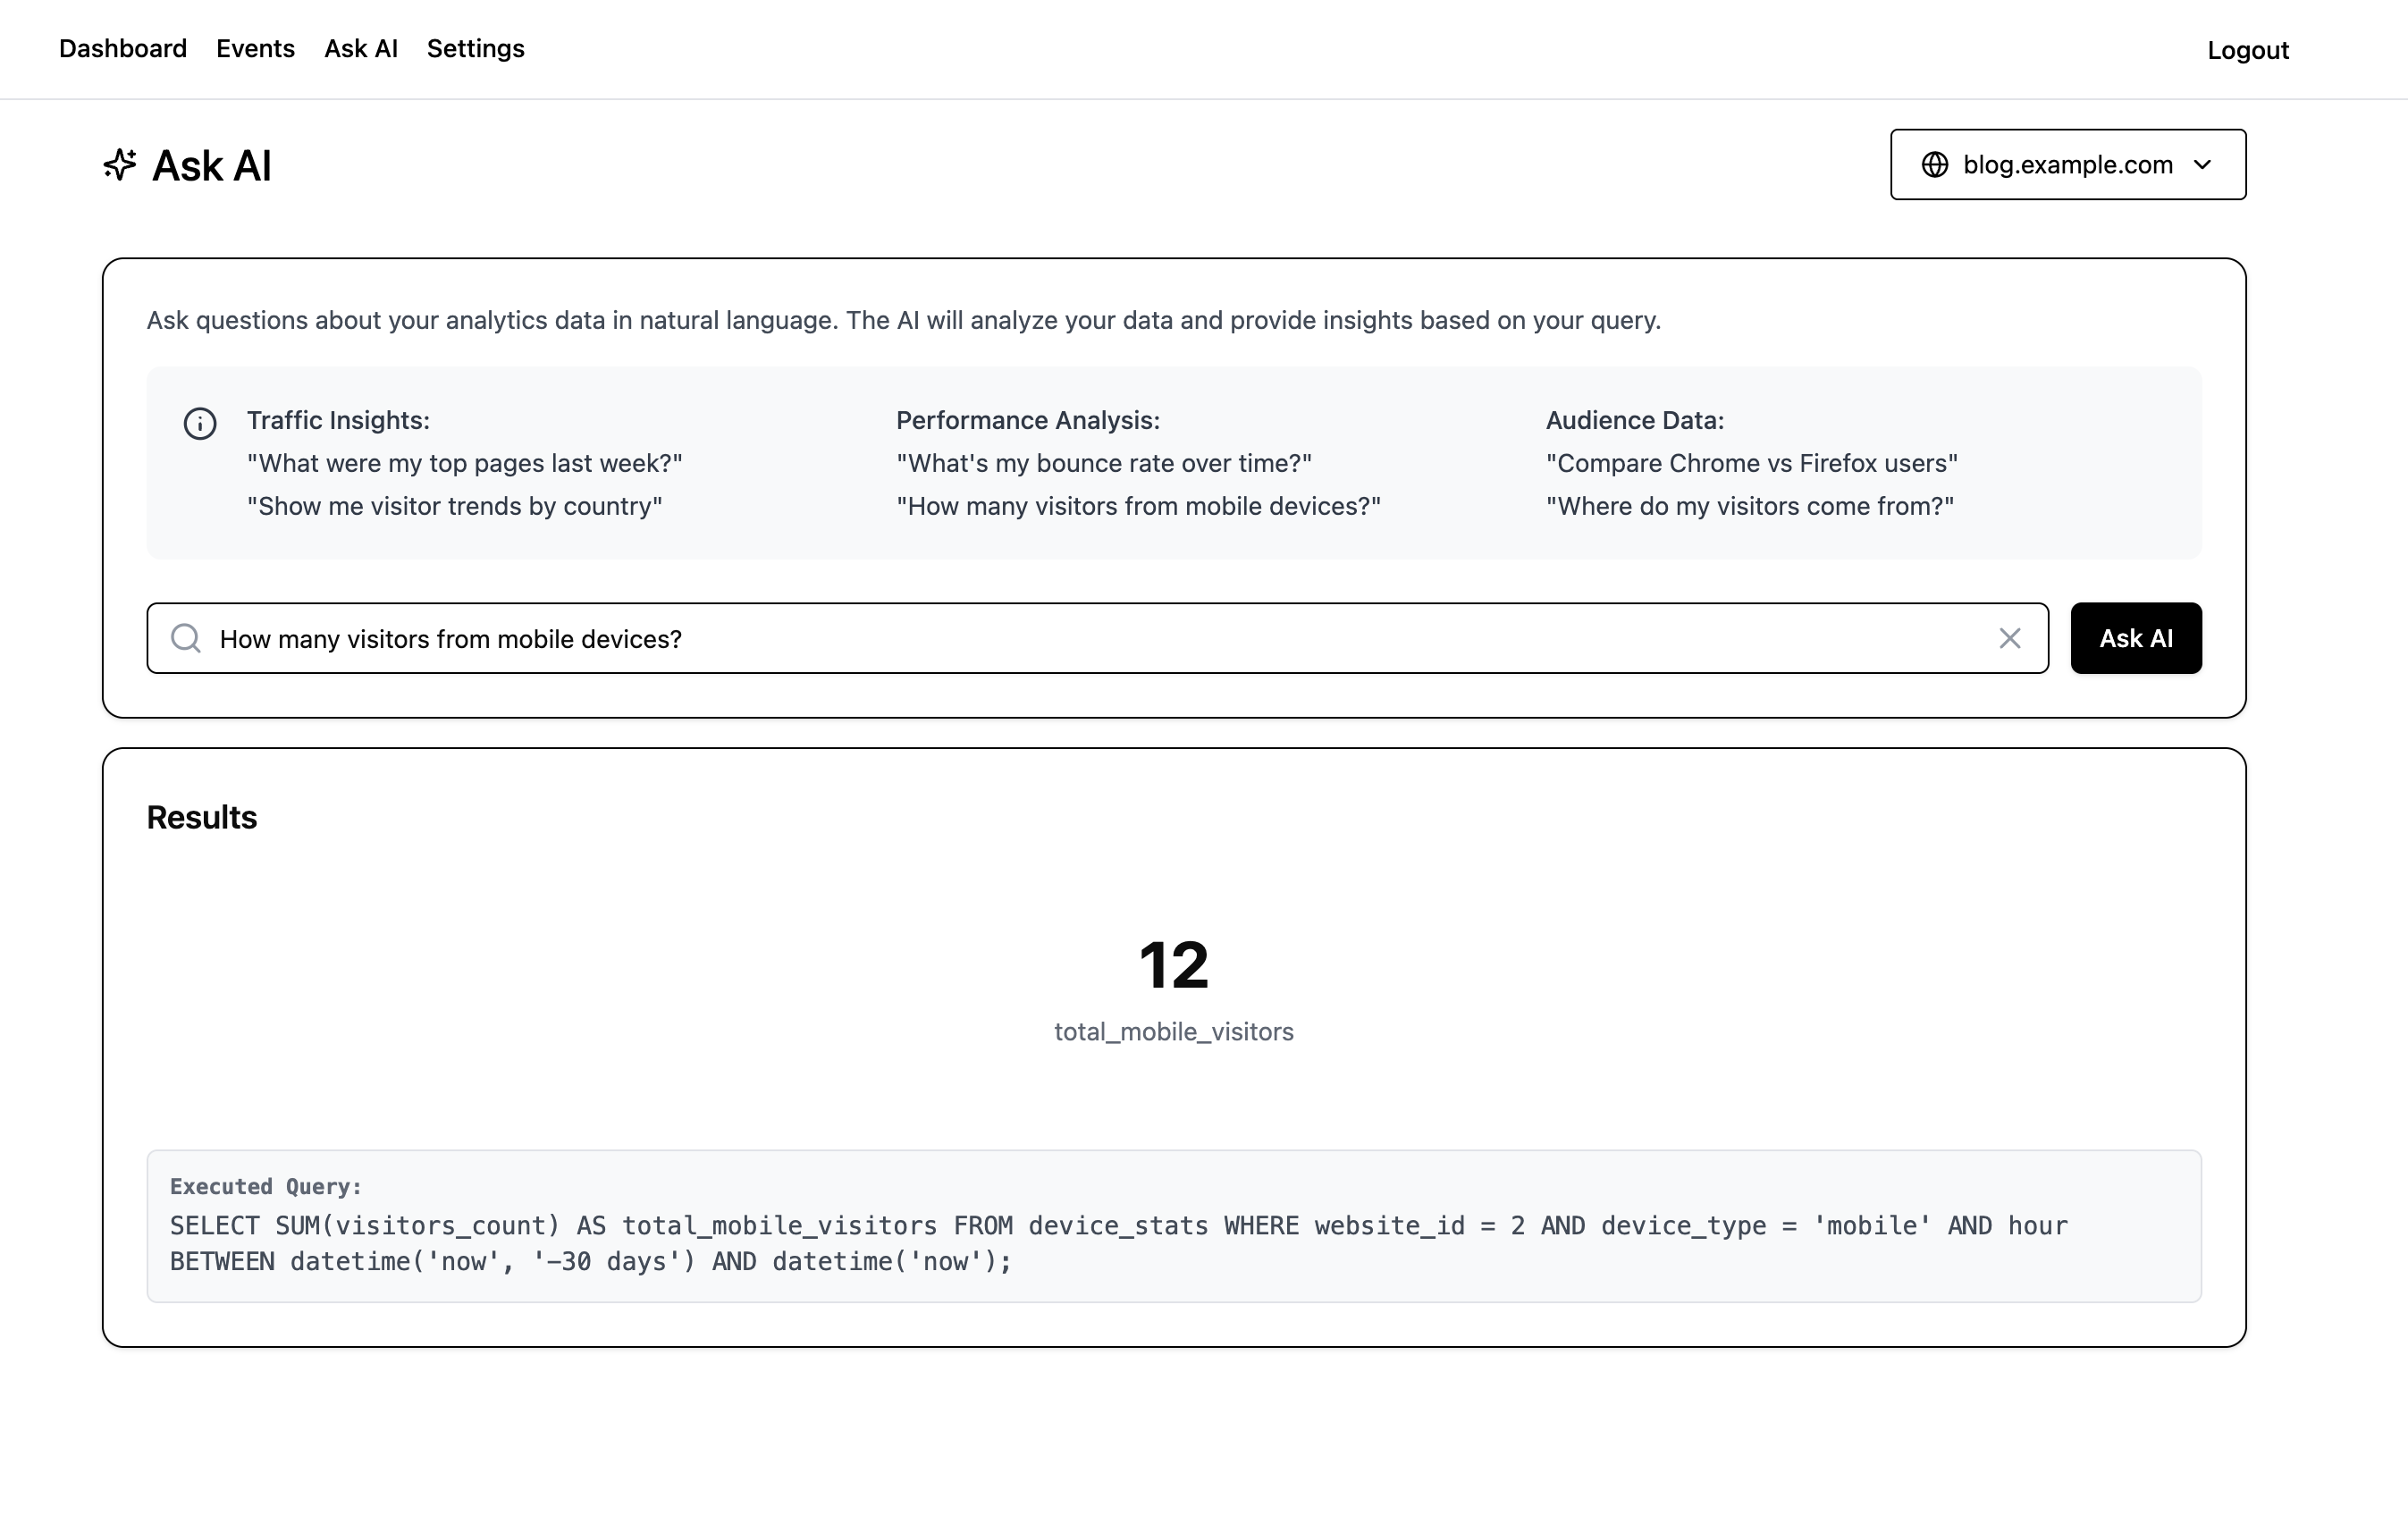 Dashboard Events Ask AI Settings Logout
Ask AI
blog.example.com
Ask questions about your analytics data in natural language. The AI will analyze your data and provide insights based on your query.
Traffic Insights:
"What were my top pages last week?"
"Show me visitor trends by country"
Performance Analysis:
"What's my bounce rate over time?"
"How many visitors from mobile devices?"
Audience Data:
"Compare Chrome vs Firefox users"
"Where do my visitors come from?"
How many visitors from mobile devices?
Ask AI
Results
12
total_mobile_visitors
Executed Query:
SELECT SUM(visitors_count) AS total_mobile_visitors FROM device_stats WHERE website_id = 2 AND device_type = 'mobile' AND hour
BETWEEN datetime('now', '-30 days') AND datetime('now');